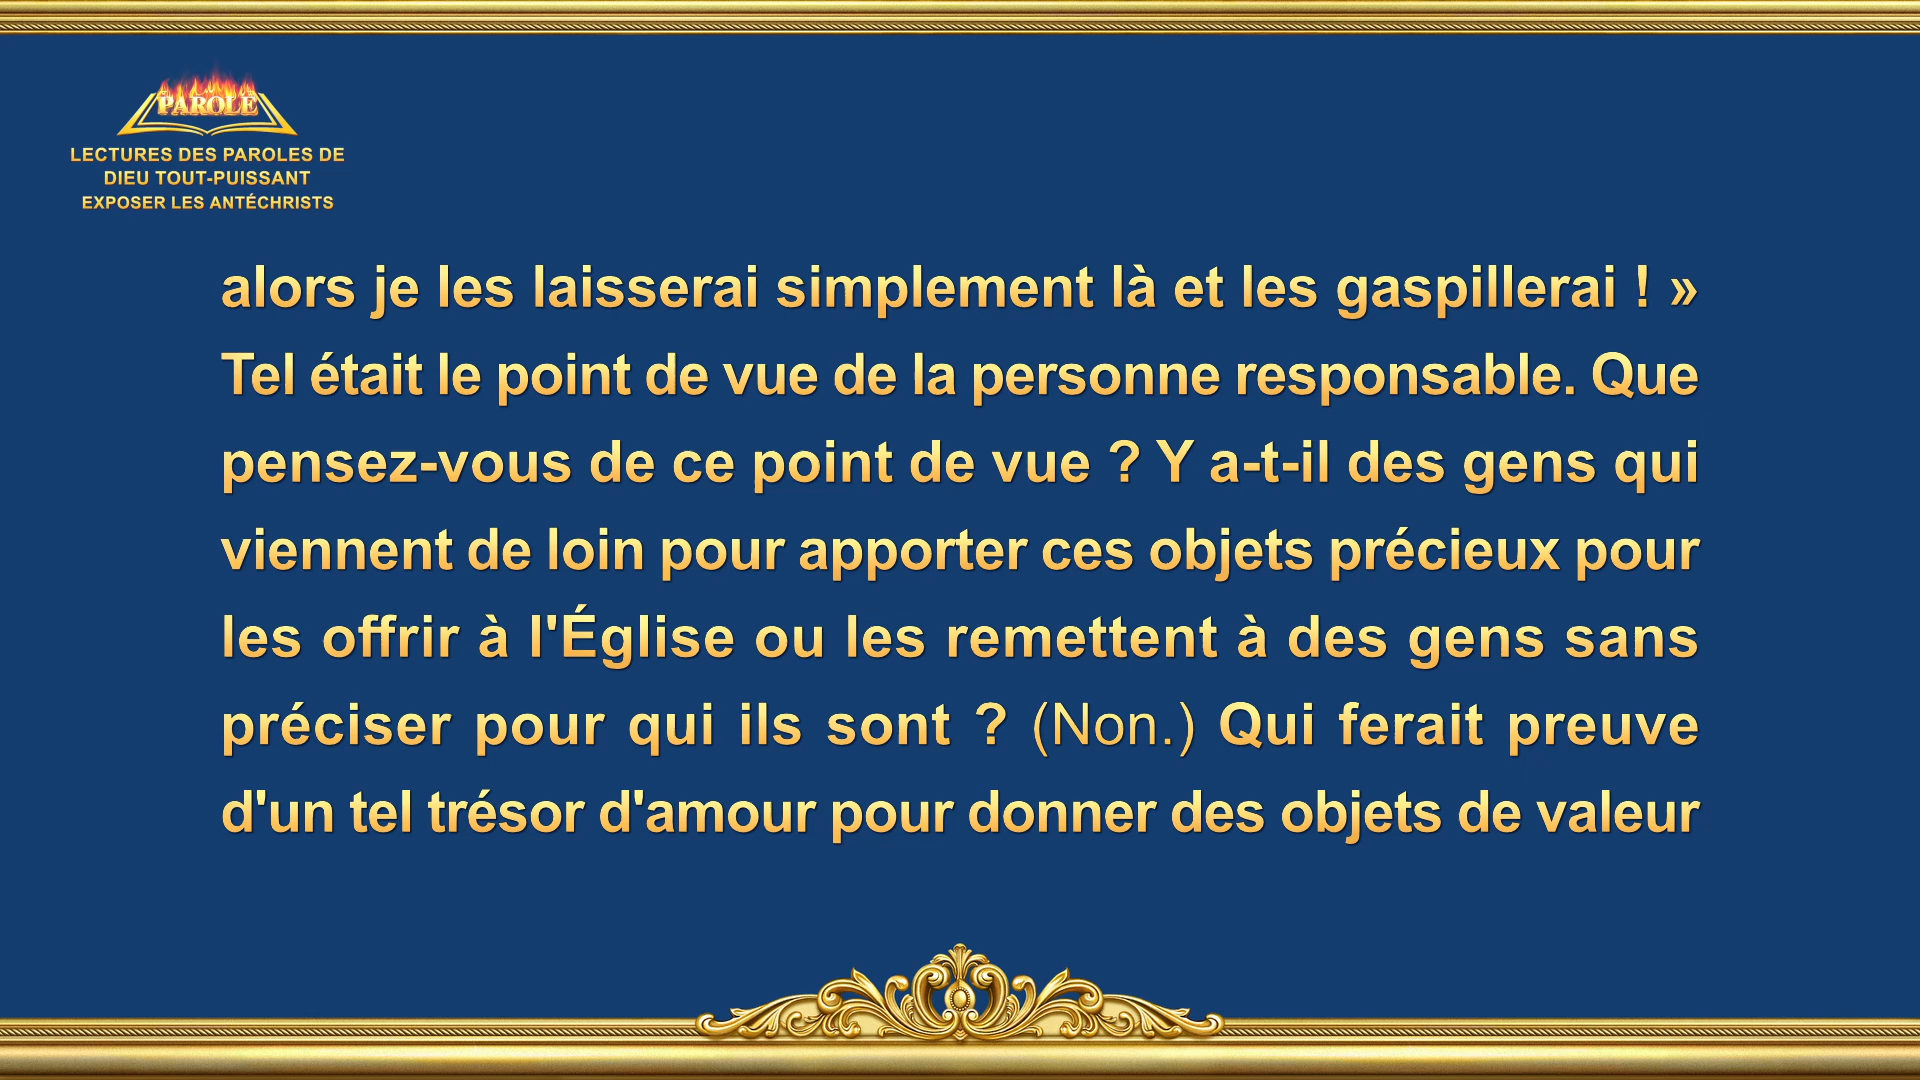 PAROLE
LECTURES DES PAROLES DE
DIEU TOUT-PUISSANT
EXPOSER LES ANTÉCHRISTS
alors je les laisserai simplement là et les gaspillerai ! »
Tel était le point de vue de la personne responsable. Que
pensez-vous de ce point de vue ? Y a-t-il des gens qui
viennent de loin pour apporter ces objets précieux pour
les offrir à l'Église ou les remettent à des gens sans
préciser pour qui ils sont ? (Non.) Qui ferait preuve
d'un tel trésor d'amour pour donner des objets de valeur